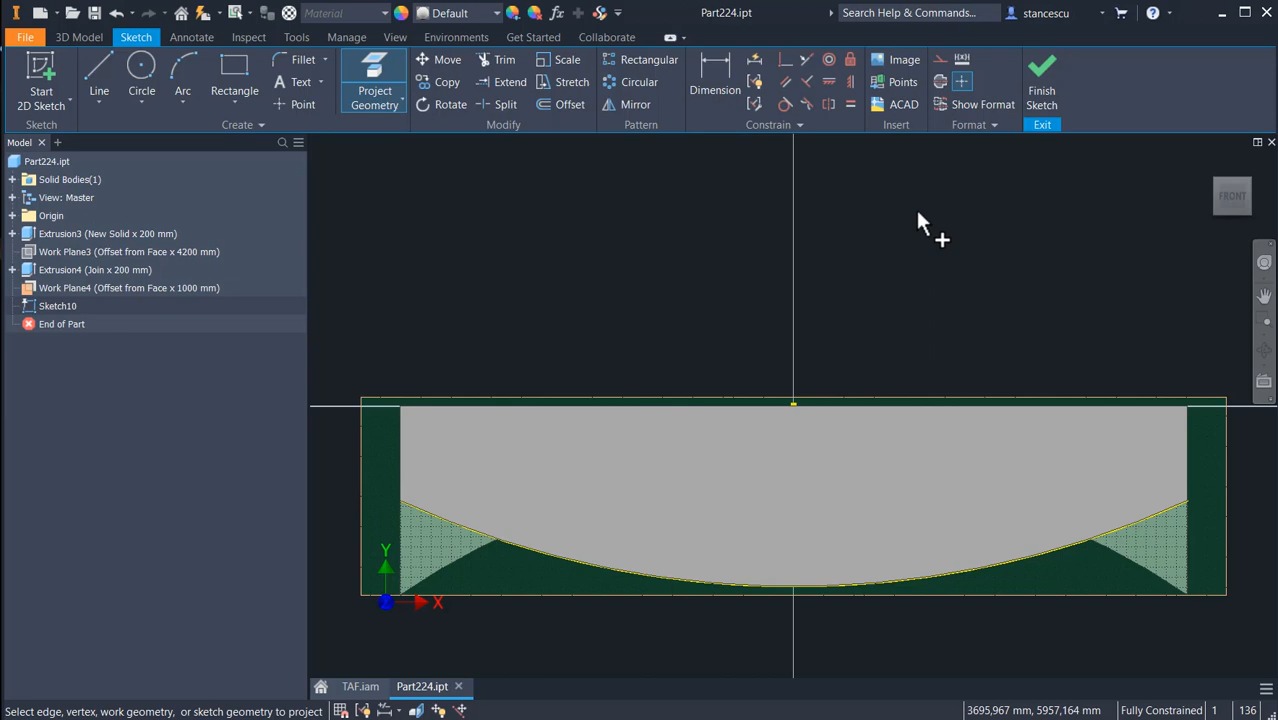 Material
Default
fx
Part224.ipt
Search Help & Commands...
stancescu
File
3D Model
Sketch
Annotate
Inspect
Tools
Manage
View
Environments
Get Started
Collaborate
Start
2D Sketch
Line
Circle
Arc
Rectangle
Fillet
Text
Point
Project
Geometry
Move
Copy
Rotate
Trim
Extend
Split
Scale
Stretch
Offset
Rectangular
Circular
Mirror
Dimension
Image
Points
ACAD
Show Format
Finish
Sketch
Sketch
Create
Modify
Pattern
Constrain
Insert
Format
Exit
Model
Part224.ipt
Solid Bodies(1)
View: Master
Origin
Extrusion3 (New Solid x 200 mm)
Work Plane3 (Offset from Face x 4200 mm)
Extrusion4 (Join x 200 mm)
Work Plane4 (Offset from Face x 1000 mm)
Sketch10
End of Part
FRONT
Y
X
TAF.iam
Part224.ipt
Select edge, vertex, work geometry, or sketch geometry to project
3695,967 mm, 5957,164 mm
Fully Constrained
1
136